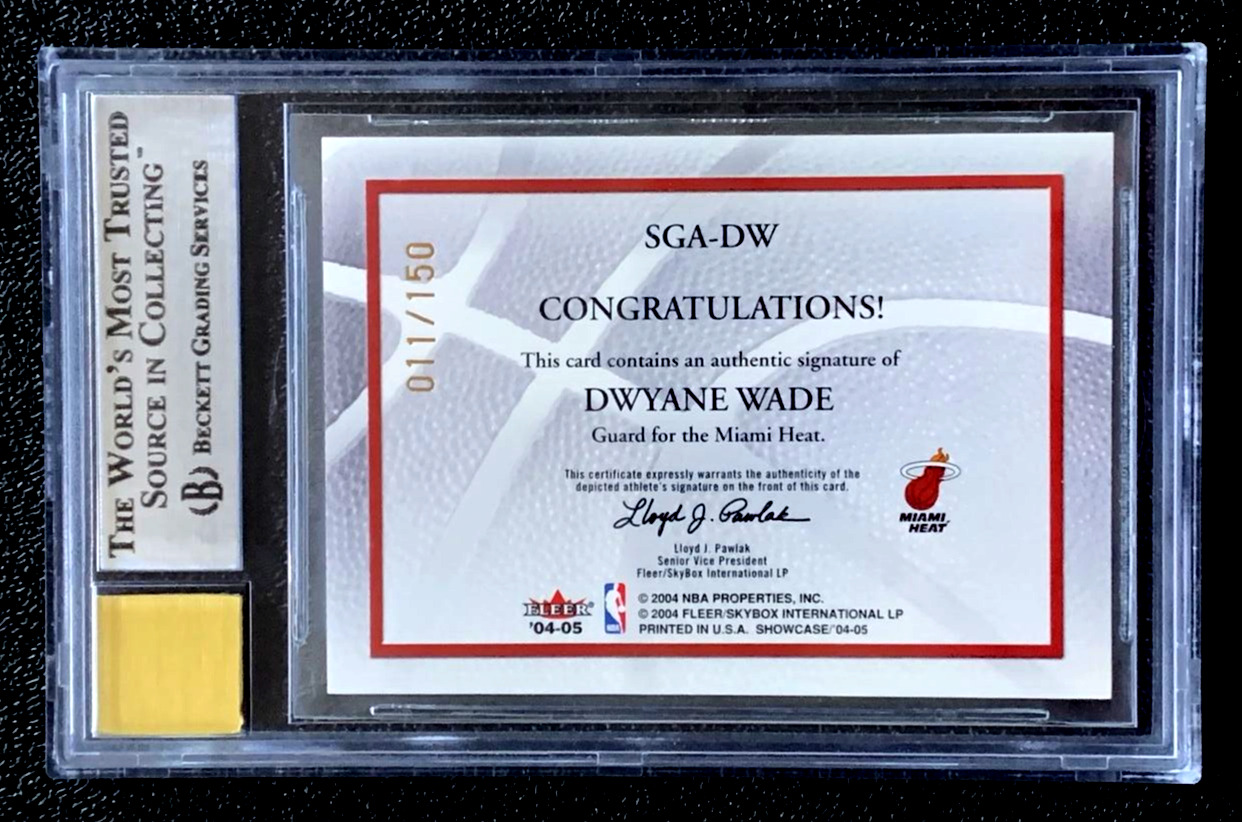 THE WORLD'S MOST TRUSTED
SOURCE IN COLLECTING™
(B) BECKETT GRADING SERVICES
011/150
SGA-DW
CONGRATULATIONS!
This card contains an authentic signature of
DWYANE WADE
Guard for the Miami Heat.
This certificate expressly warrants the authenticity of the
depicted athlete's signature on the front of this card.
Lloyd J. Pawlak
Lloyd J. Pawlak
Senior Vice President
Fleer/SkyBox International LP
MIAMI
HEAT
FLEER®
'04-05
NBA
© 2004 NBA PROPERTIES, INC.
© 2004 FLEER/SKYBOX INTERNATIONAL LP
PRINTED IN U.S.A. SHOWCASE/'04-05